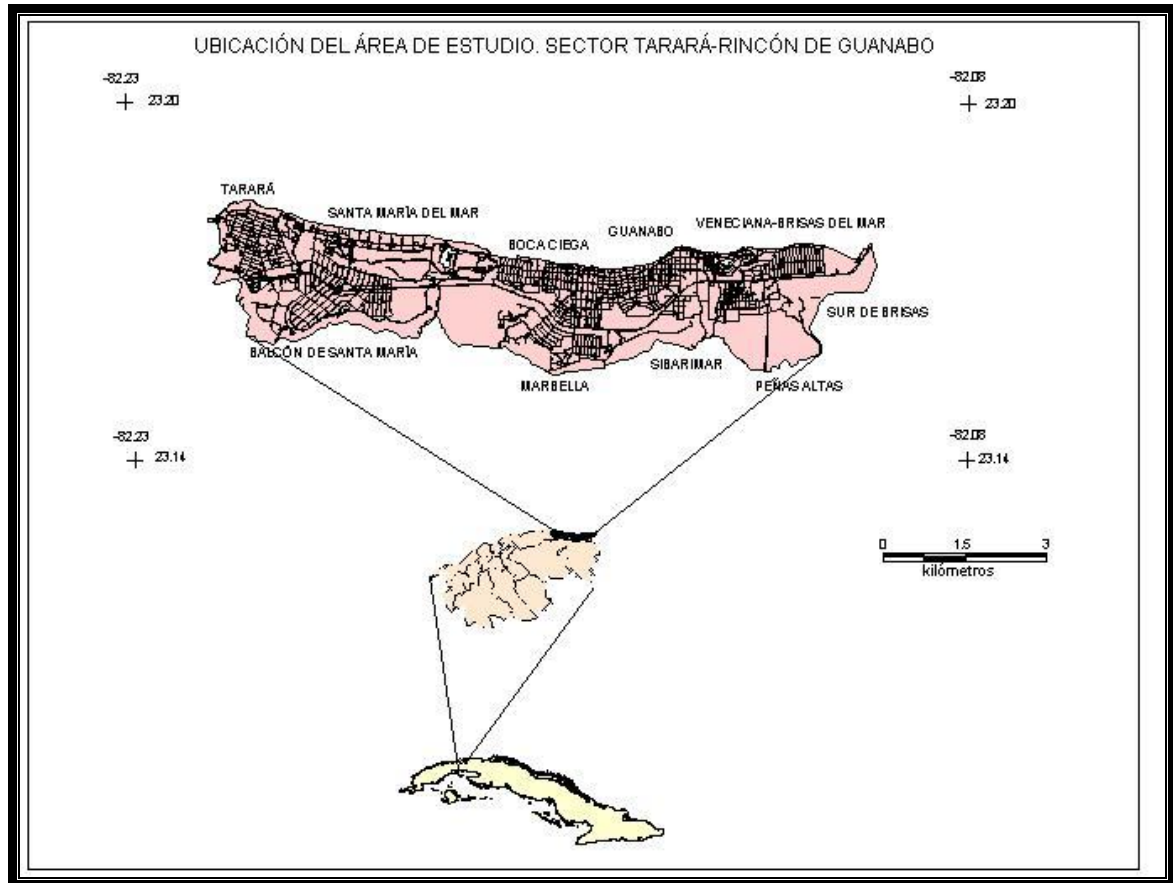 UBICACIÓN DEL ÁREA DE ESTUDIO. SECTOR TARARÁ-RINCÓN DE GUANABO
-82.23
23.20
-82.08
23.20
TARARÁ
SANTA MARÍA DEL MAR
BOCA CIEGA
GUANABO
VENECIANA-BRISAS DEL MAR
SUR DE BRISAS
BALCÓN DE SANTA MARÍA
MARBELLA
SIBARIMAR
PEÑAS ALTAS
-82.23
23.14
-82.08
23.14
0 1.5 3
kilómetros